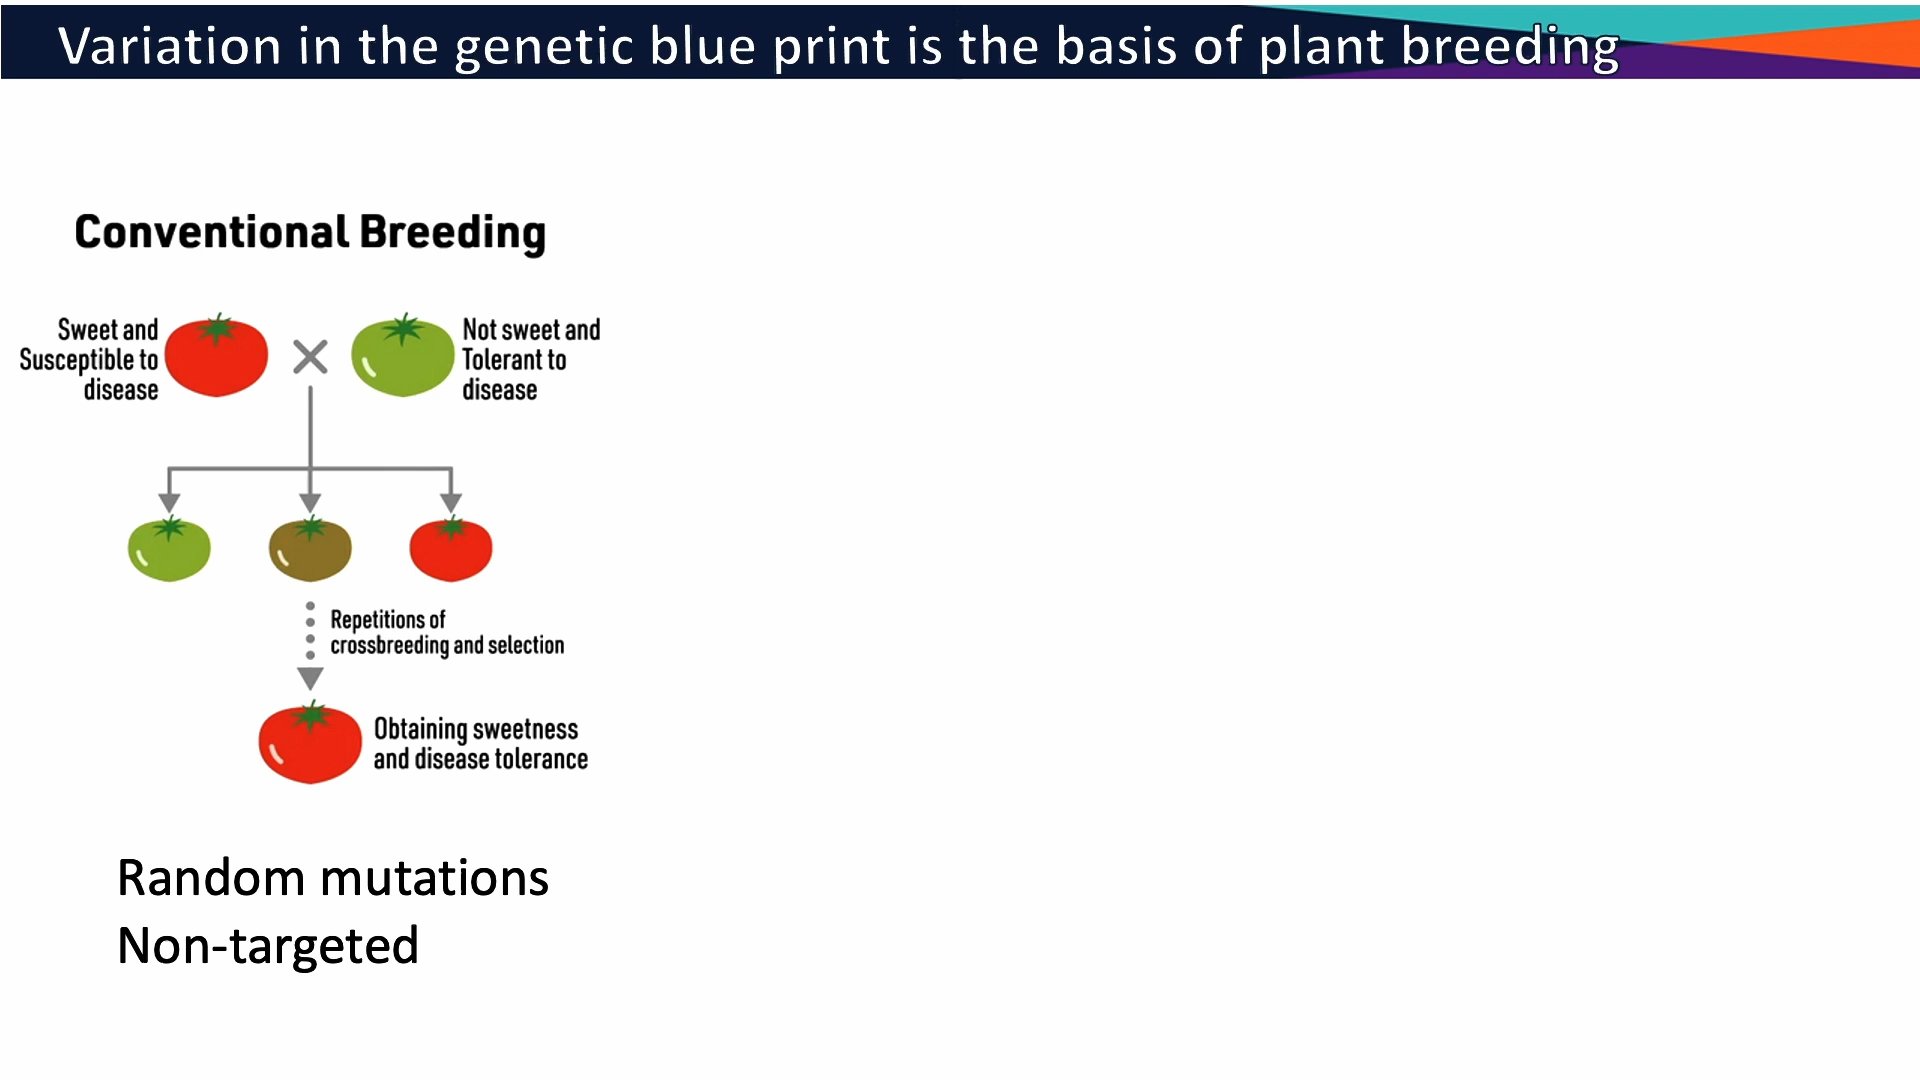 Variation in the genetic blue print is the basis of plant breeding
Conventional Breeding
Sweet and
Susceptible to
disease
Not sweet and
Tolerant to
disease
Repetitions of
crossbreeding and selection
Obtaining sweetness
and disease tolerance
Random mutations
Non-targeted